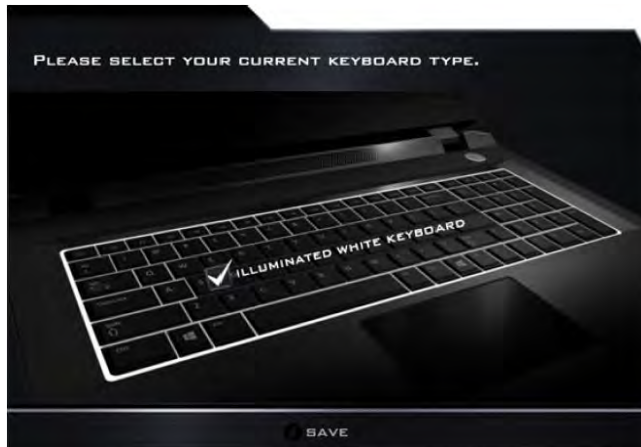 PLEASE SELECT YOUR CURRENT KEYBOARD TYPE.
ILLUMINATED WHITE KEYBOARD
SAVE